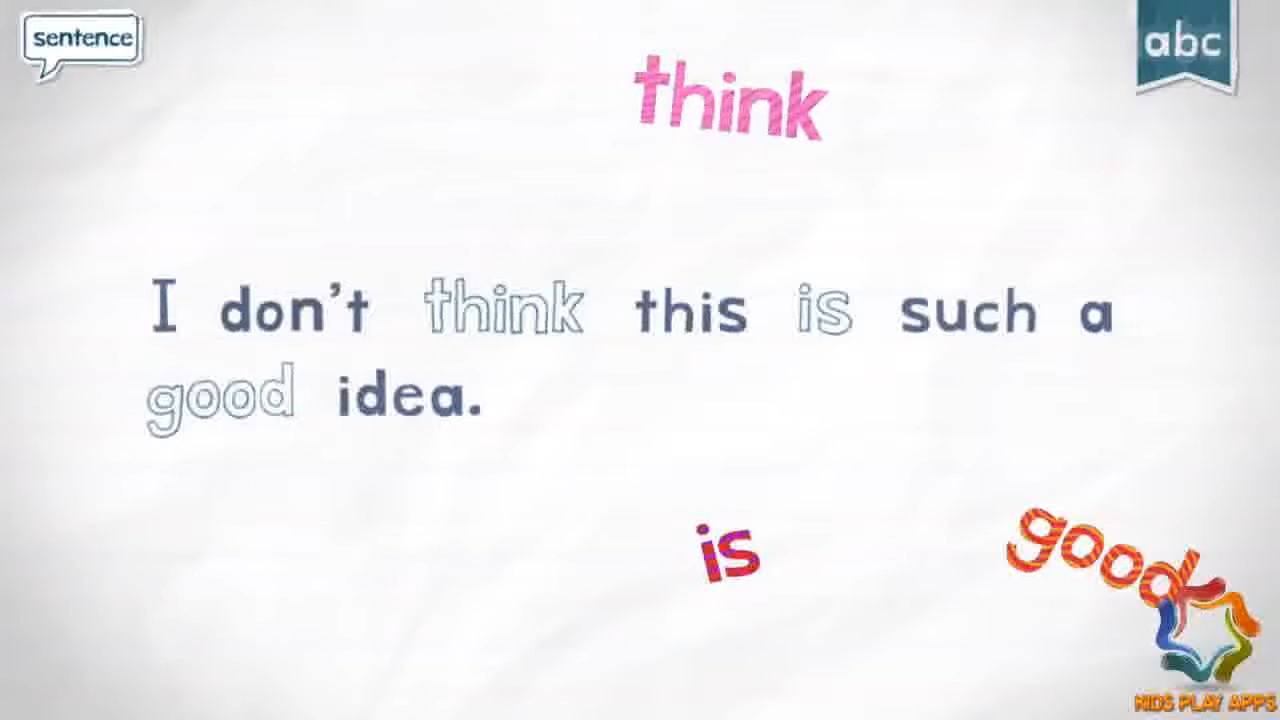 sentence
abc
think
I don't think this is such a
good idea.
is
good
KIDS PLAY APPS